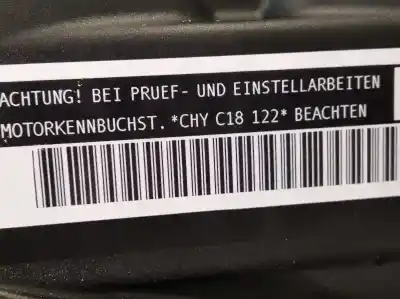 ACHTUNG! BEI PRUEF- UND EINSTELLARBEITEN
MOTORKENNBUCHST. *CHY C18 122* BEACHTEN